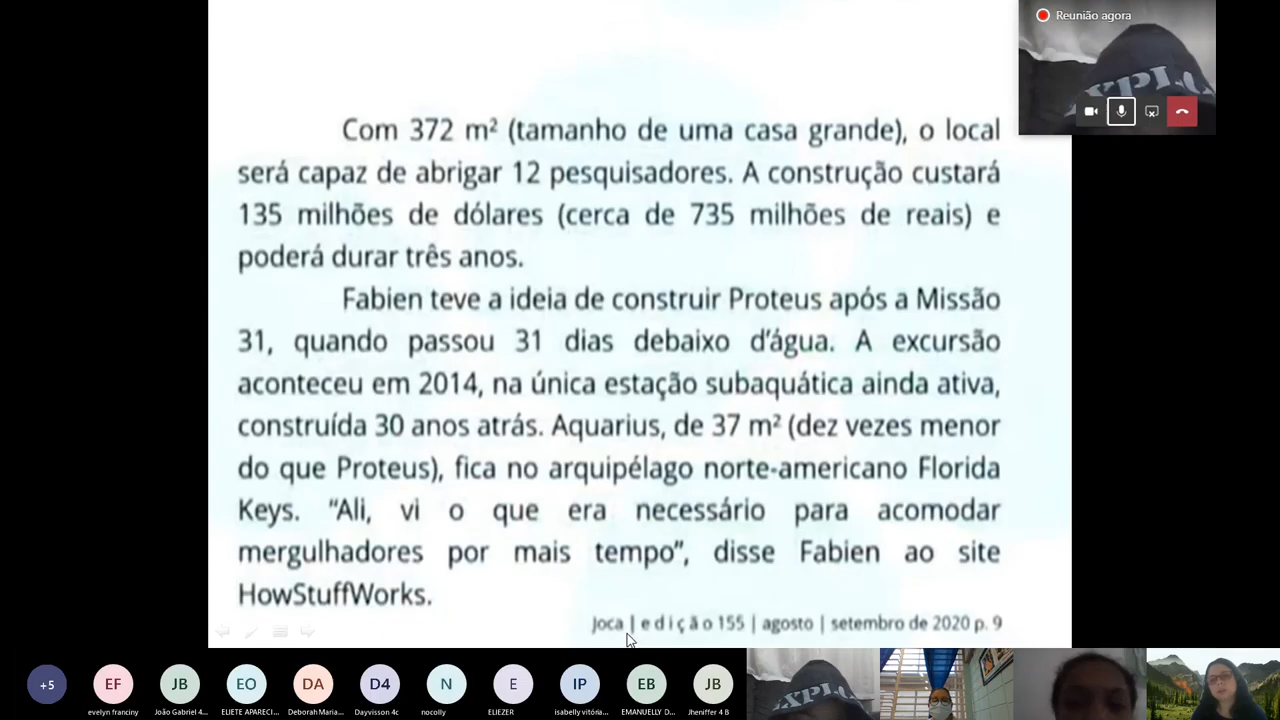 Reunião agora
Com 372 m² (tamanho de uma casa grande), o local
será capaz de abrigar 12 pesquisadores. A construção custará
135 milhões de dólares (cerca de 735 milhões de reais) e
poderá durar três anos.
Fabien teve a ideia de construir Proteus após a Missão
31, quando passou 31 dias debaixo d’água. A excursão
aconteceu em 2014, na única estação subaquática ainda ativa,
construída 30 anos atrás. Aquarius, de 37 m² (dez vezes menor
do que Proteus), fica no arquipélago norte-americano Florida
Keys. “Ali, vi o que era necessário para acomodar
mergulhadores por mais tempo”, disse Fabien ao site
HowStuffWorks.
Joca | edição 155 | agosto | setembro de 2020 p. 9
+5 EF JB EO DA D4 N E IP EB JB
evelyn franciny João Gabriel 4... ELIETE APARECI... Deborah Maria... Dayvisson 4c nocolly ELIEZER isabelly vitória... EMANUELLY D... Jheniffer 4 B